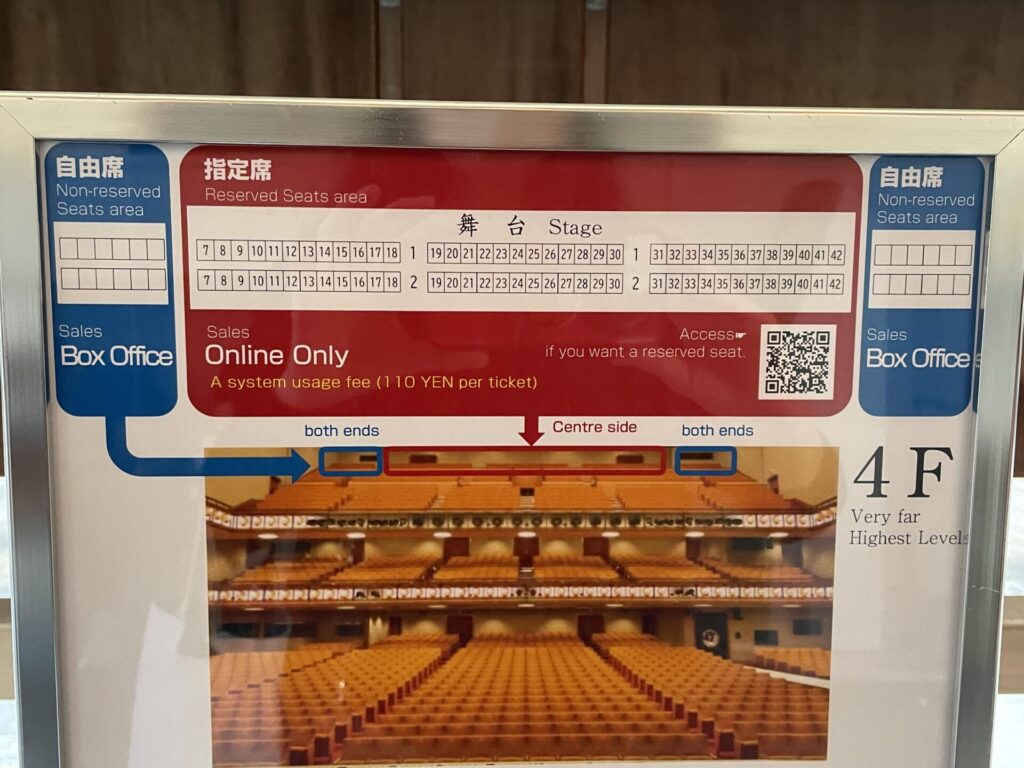 自由席
Non-reserved
Seats area
Sales
Box Office
指定席
Reserved Seats area
舞 台 Stage
7 8 9 10 11 12 13 14 15 16 17 18 1 19 20 21 22 23 24 25 26 27 28 29 30 1 31 32 33 34 35 36 37 38 39 40 41 42
7 8 9 10 11 12 13 14 15 16 17 18 2 19 20 21 22 23 24 25 26 27 28 29 30 2 31 32 33 34 35 36 37 38 39 40 41 42
Sales
Online Only
A system usage fee (110 YEN per ticket)
Access☛
if you want a reserved seat.
自由席
Non-reserved
Seats area
Sales
Box Office
both ends
Centre side
both ends
4 F
Very far
Highest Levels